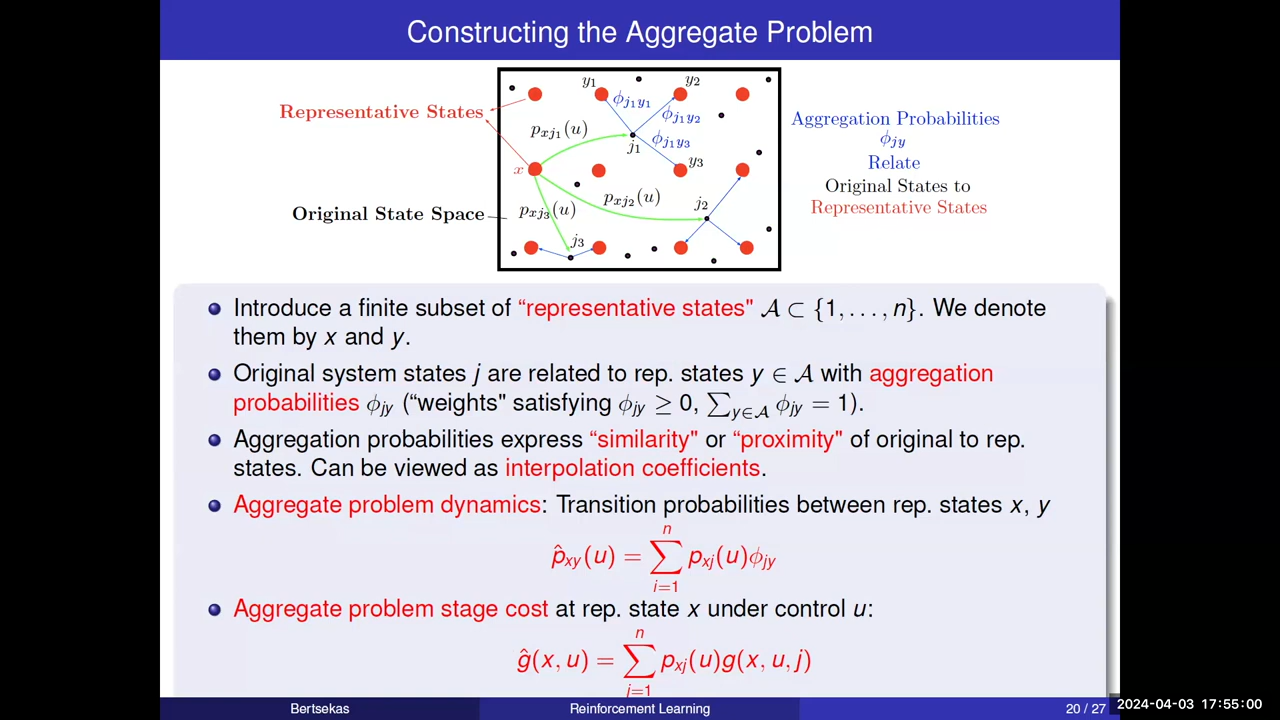 Constructing the Aggregate Problem
Representative States
Original State Space
y₁
y₂
ϕj₁y₁
ϕj₁y₂
ϕj₁y₃
pxj₁(u)
j₁
y₃
x
pxj₂(u)
j₂
pxj₃(u)
j₃
Aggregation Probabilities
ϕjy
Relate
Original States to
Representative States
Introduce a finite subset of “representative states" 𝒜 ⊂ {1, . . . , n}. We denote
them by x and y.
Original system states j are related to rep. states y ∈ 𝒜 with aggregation
probabilities ϕjy (“weights" satisfying ϕjy ≥ 0, ∑y∈𝒜 ϕjy = 1).
Aggregation probabilities express “similarity" or “proximity" of original to rep.
states. Can be viewed as interpolation coefficients.
Aggregate problem dynamics: Transition probabilities between rep. states x, y
n
p̂xy(u) = ∑ pxj(u)ϕjy
i=1
Aggregate problem stage cost at rep. state x under control u:
n
ĝ(x, u) = ∑ pxj(u)g(x, u, j)
i=1
Bertsekas
Reinforcement Learning
20 / 27
2024-04-03 17:55:00